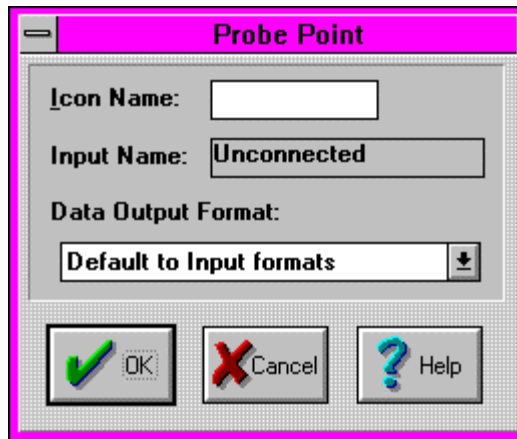 Probe Point
Icon Name:
Input Name: Unconnected
Data Output Format:
Default to Input formats
OK Cancel Help